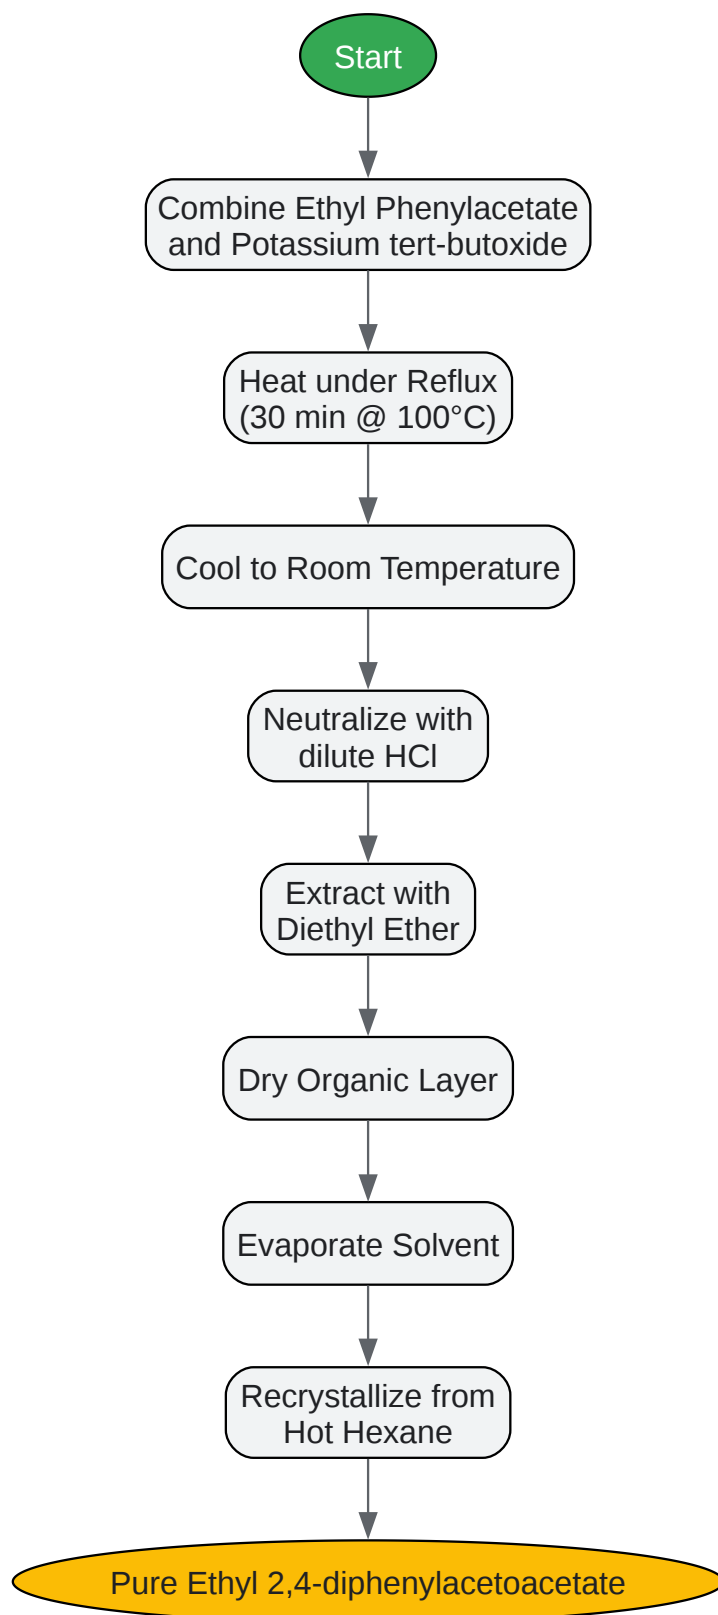 Start
Combine Ethyl Phenylacetate
and Potassium tert-butoxide
Heat under Reflux
(30 min @ 100°C)
Cool to Room Temperature
Neutralize with
dilute HCl
Extract with
Diethyl Ether
Dry Organic Layer
Evaporate Solvent
Recrystallize from
Hot Hexane
Pure Ethyl 2,4-diphenylacetoacetate